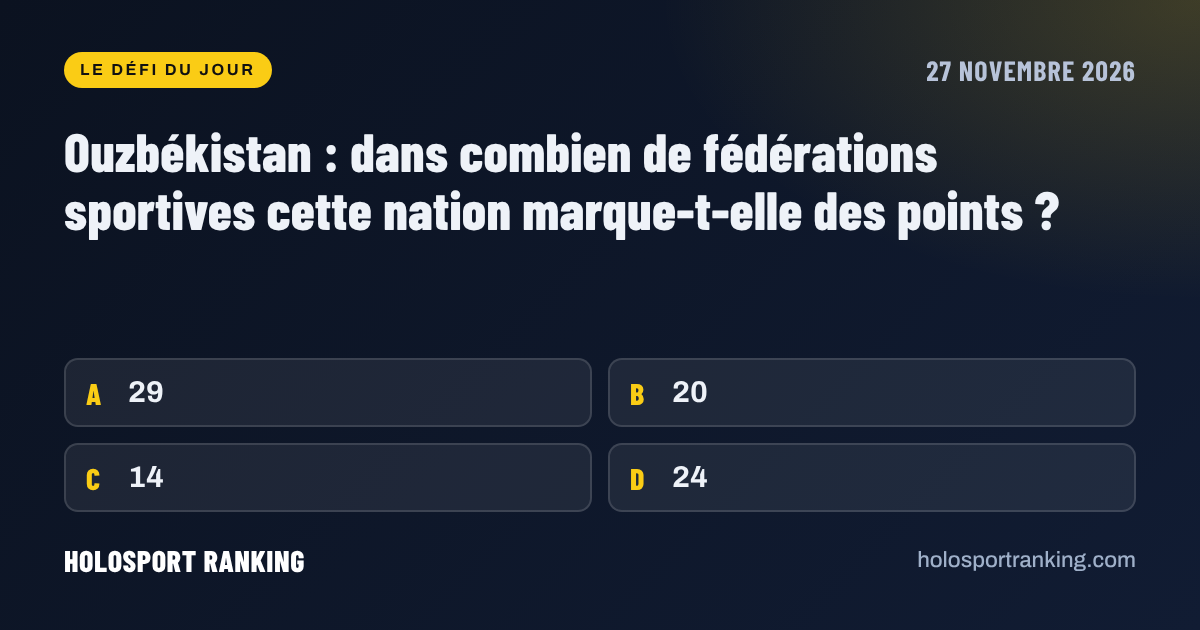 LE DÉFI DU JOUR
27 NOVEMBRE 2026
Ouzbékistan : dans combien de fédérations
sportives cette nation marque-t-elle des points ?
A 29
B 20
C 14
D 24
HOLOSPORT RANKING
holosportranking.com